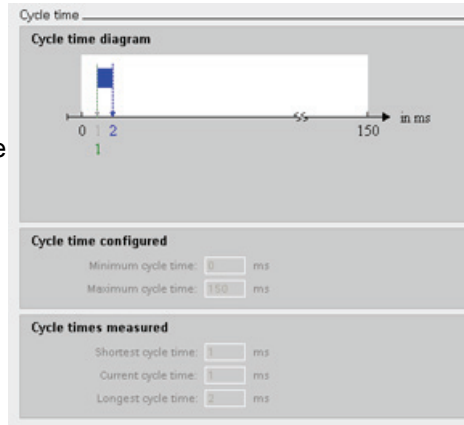 Cycle time
Cycle time diagram
0 1 2 150 in ms
1
e
Cycle time configured
Minimum cycle time: 0 ms
Maximum cycle time: 150 ms
Cycle times measured
Shortest cycle time: 1 ms
Current cycle time: 1 ms
Longest cycle time: 2 ms